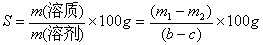 S = m(溶质)/m(溶剂) ×100g = (m₁−m₂)/(b−c) ×100g